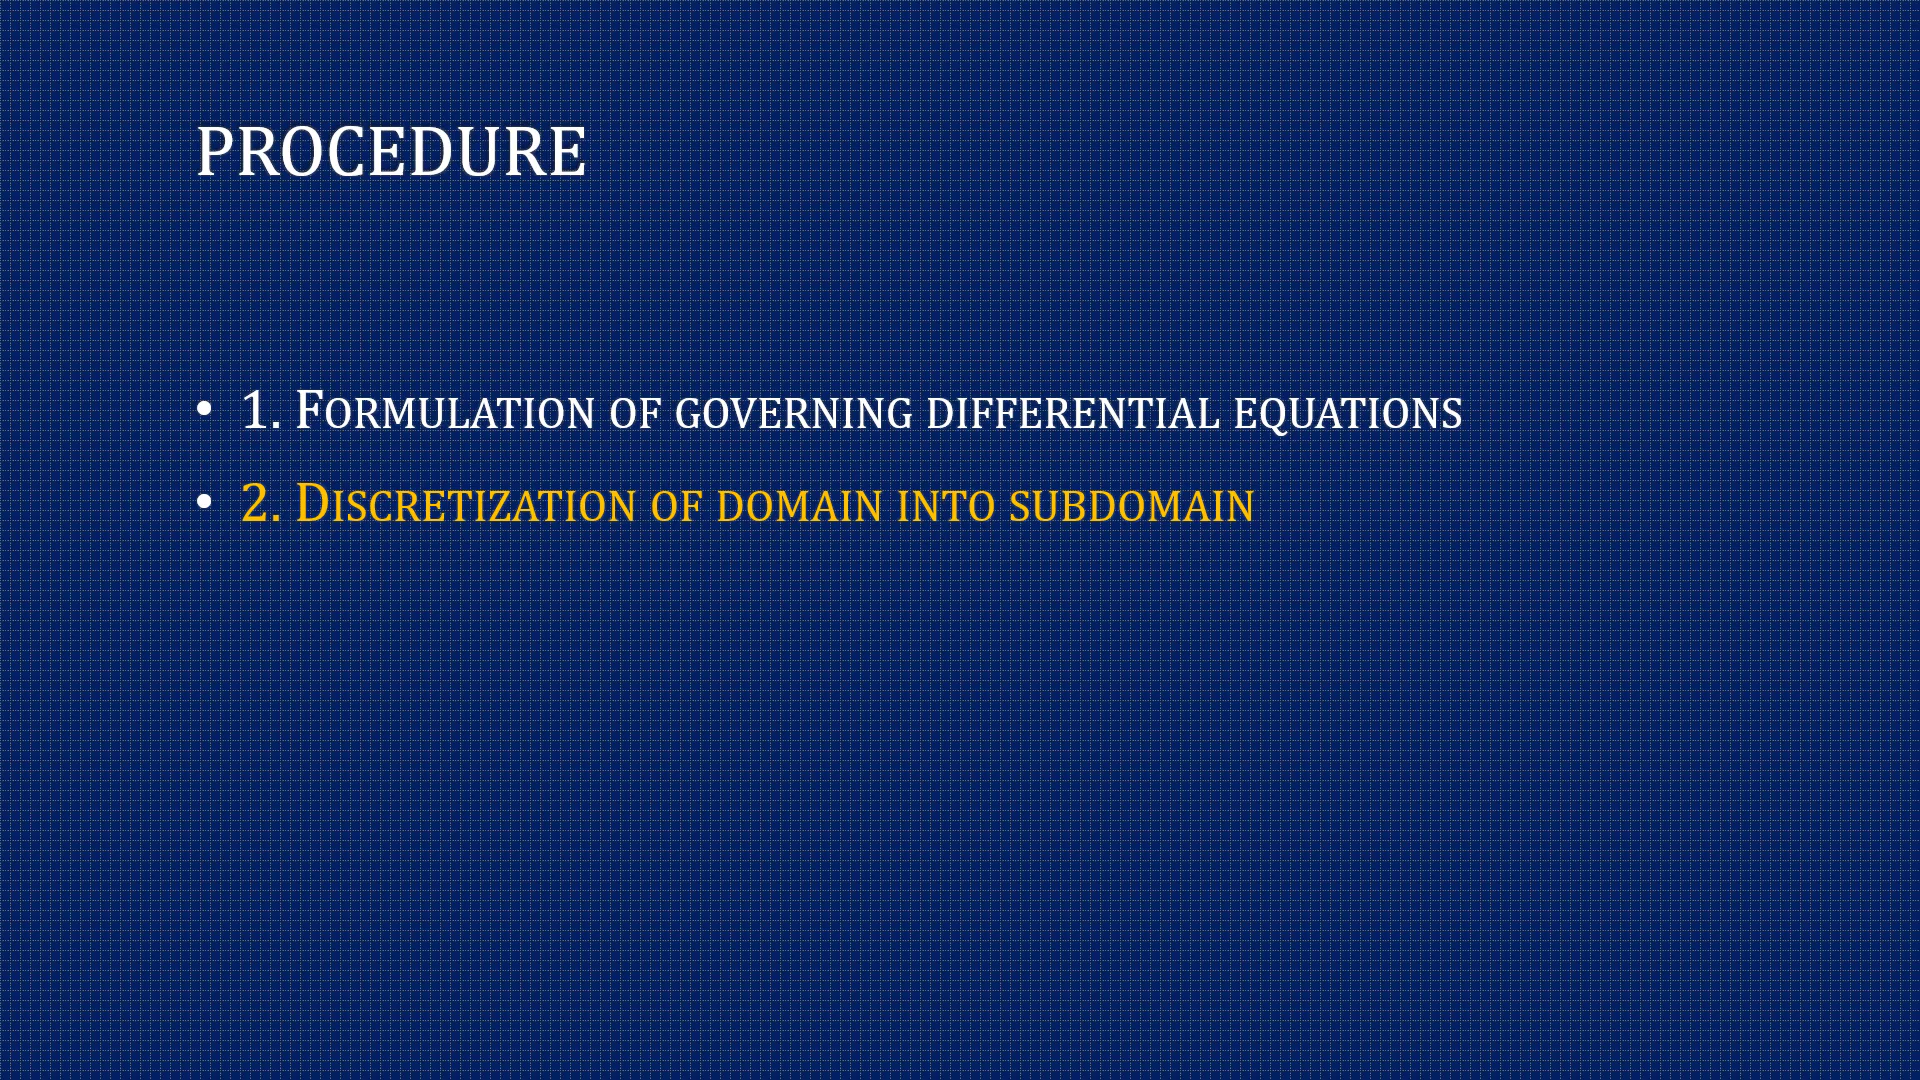 PROCEDURE
• 1. Formulation of governing differential equations
• 2. Discretization of domain into subdomain